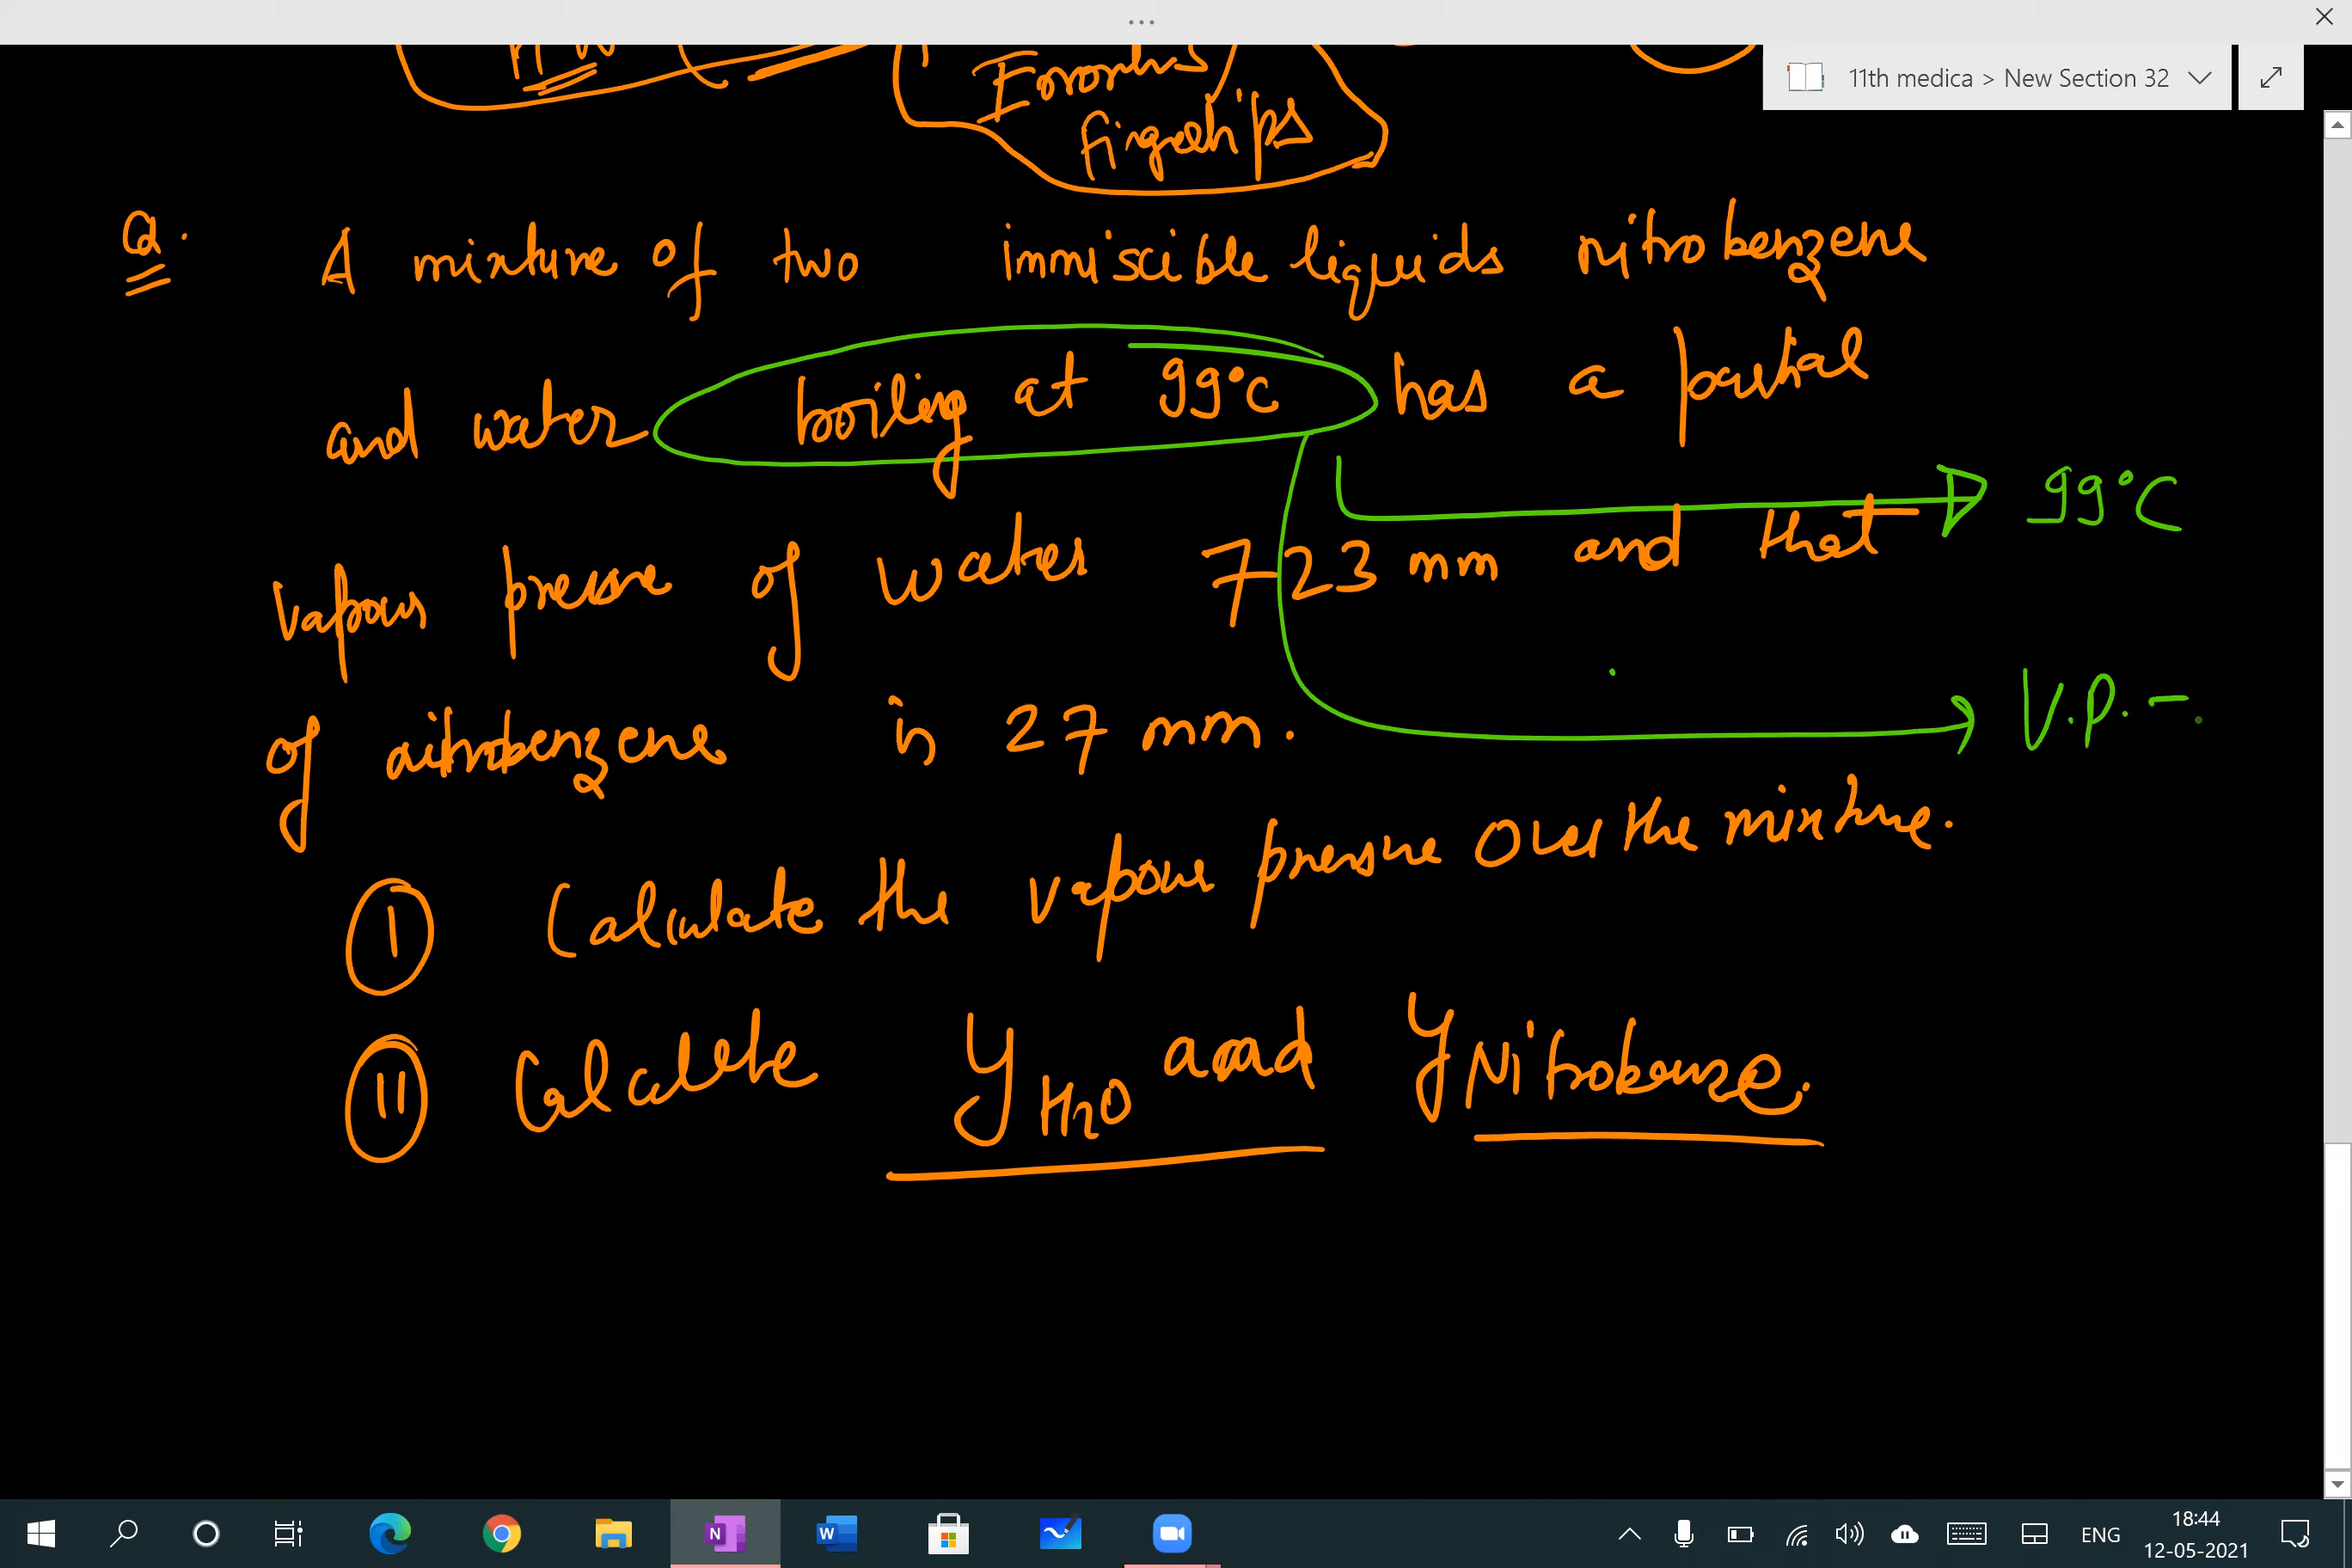 11th medica > New Section 32
Q. A mixture of two immiscible liquids nitrobenzene
and water boiling at 99°C has a partial
99°C
vapour pressure of water 723 mm and that
V.P. -
of nitrobenzene is 27 mm.
I Calculate the vapour pressure over the mixture.
II Calculate Y H2O and Y Nitrobenze.
ENG
18:44
12-05-2021